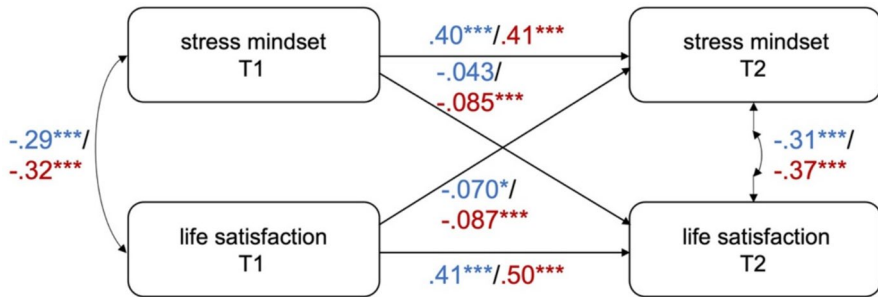 stress mindset
T1
.40***/.41***
-.043/
-.085***
stress mindset
T2
-.29***/
-.32***
-.31***/
-.37***
-.070*/
-.087***
life satisfaction
T1
.41***/.50***
life satisfaction
T2